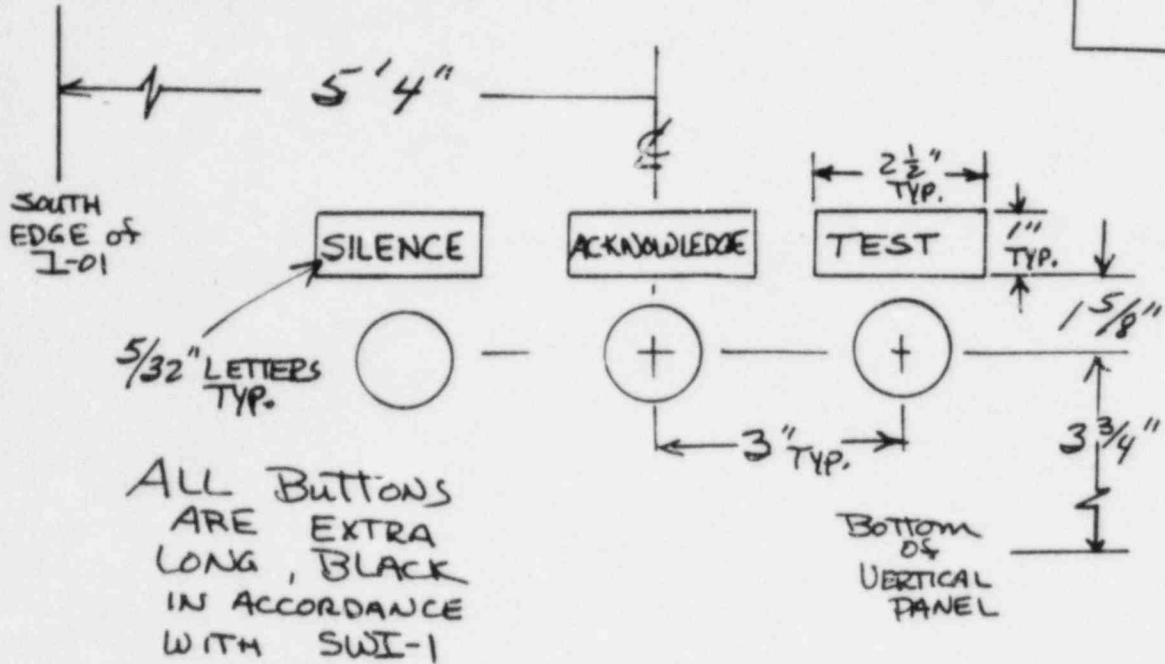 5'4"
℄
2 1/2"
TYP.
SOUTH
EDGE of
I-01
SILENCE
ACKNOWLEDGE
TEST
1"
TYP.
1 5/8"
5/32" LETTERS
TYP.
3"
TYP.
3 3/4"
ALL BUTTONS
ARE EXTRA
LONG, BLACK
IN ACCORDANCE
WITH SWI-1
BOTTOM
OF
VERTICAL
PANEL